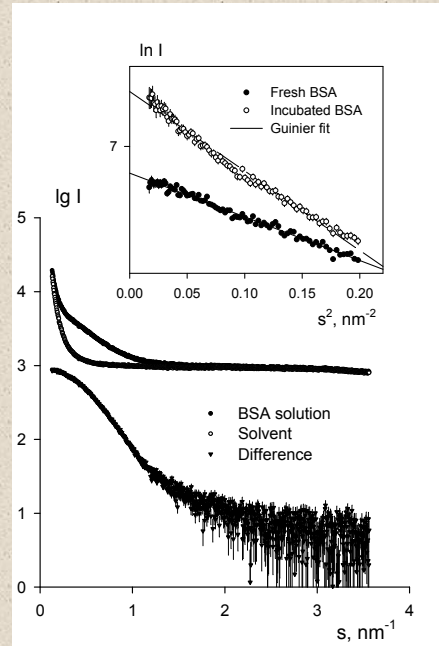 ln I
Fresh BSA
Incubated BSA
Guinier fit
7
0.00 0.05 0.10 0.15 0.20
s², nm⁻²
lg I
5
4
3
2
1
0
BSA solution
Solvent
Difference
0 1 2 3 4
s, nm⁻¹